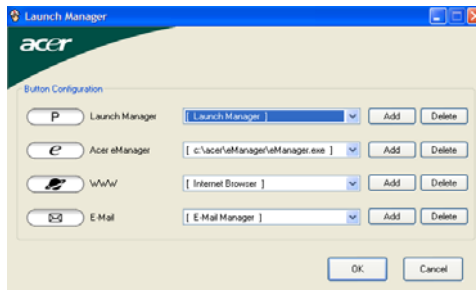 Launch Manager
acer
Button Configuration
P Launch Manager [ Launch Manager ] Add Delete
e Acer eManager [ c:\acer\eManager\eManager.exe ] Add Delete
WWW [ Internet Browser ] Add Delete
E-Mail [ E-Mail Manager ] Add Delete
OK Cancel